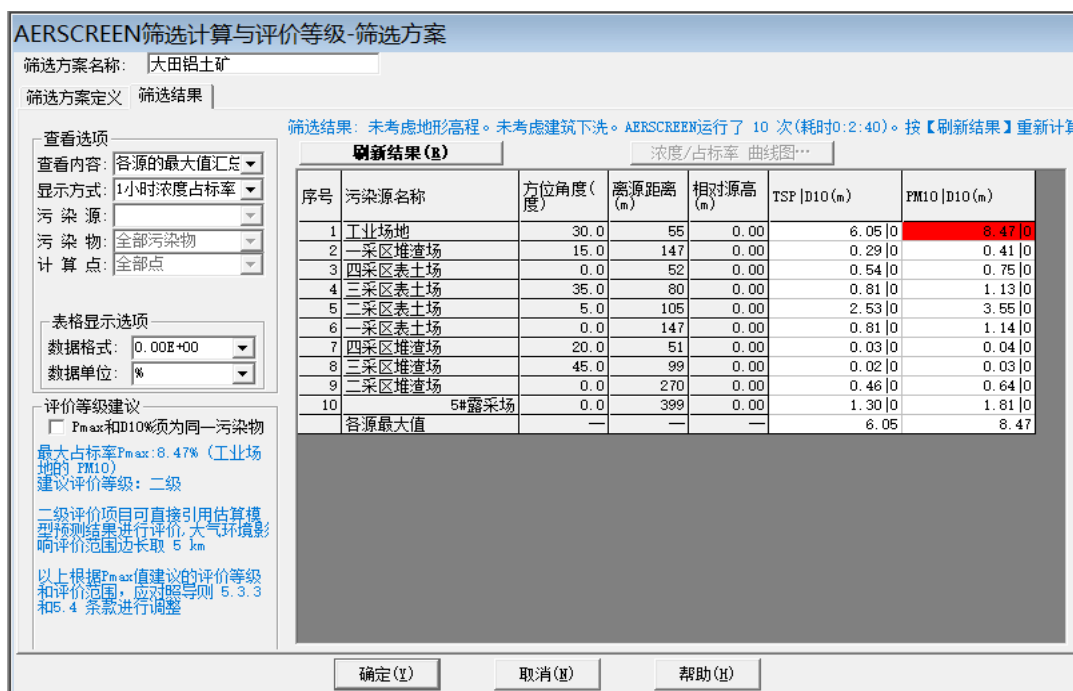 AERSCREEN筛选计算与评价等级-筛选方案
筛选方案名称: 大田铝土矿
筛选方案定义 筛选结果
筛选结果: 未考虑地形高程。未考虑建筑下洗。AERSCREEN运行了 10 次(耗时0:2:40)。按【刷新结果】重新计算
刷新结果(R) 浓度/占标率 曲线图…
查看选项
查看内容: 各源的最大值汇总
显示方式: 1小时浓度占标率
污 染 源:
污 染 物: 全部污染物
计 算 点: 全部点
表格显示选项
数据格式: 0.00E+00
数据单位: %
评价等级建议
Pmax和D10%须为同一污染物
最大占标率Pmax:8.47% (工业场
地的 PM10)
建议评价等级: 二级
二级评价项目可直接引用估算模
型预测结果进行评价,大气环境影
响评价范围边长取 5 km
以上根据Pmax值建议的评价等级
和评价范围,应对照导则 5.3.3
和5.4 条款进行调整
序号 污染源名称 方位角度(度) 离源距离(m) 相对源高(m) TSP|D10(m) PM10|D10(m)
1 工业场地 30.0 55 0.00 6.05|0 8.47|0
2 一采区堆渣场 15.0 147 0.00 0.29|0 0.41|0
3 四采区表土场 0.0 52 0.00 0.54|0 0.75|0
4 三采区表土场 35.0 80 0.00 0.81|0 1.13|0
5 二采区表土场 5.0 105 0.00 2.53|0 3.55|0
6 一采区表土场 0.0 147 0.00 0.81|0 1.14|0
7 四采区堆渣场 20.0 51 0.00 0.03|0 0.04|0
8 三采区堆渣场 45.0 99 0.00 0.02|0 0.03|0
9 二采区堆渣场 0.0 270 0.00 0.46|0 0.64|0
10 5#露采场 0.0 399 0.00 1.30|0 1.81|0
各源最大值 — — — 6.05 8.47
确定(Y) 取消(N) 帮助(H)